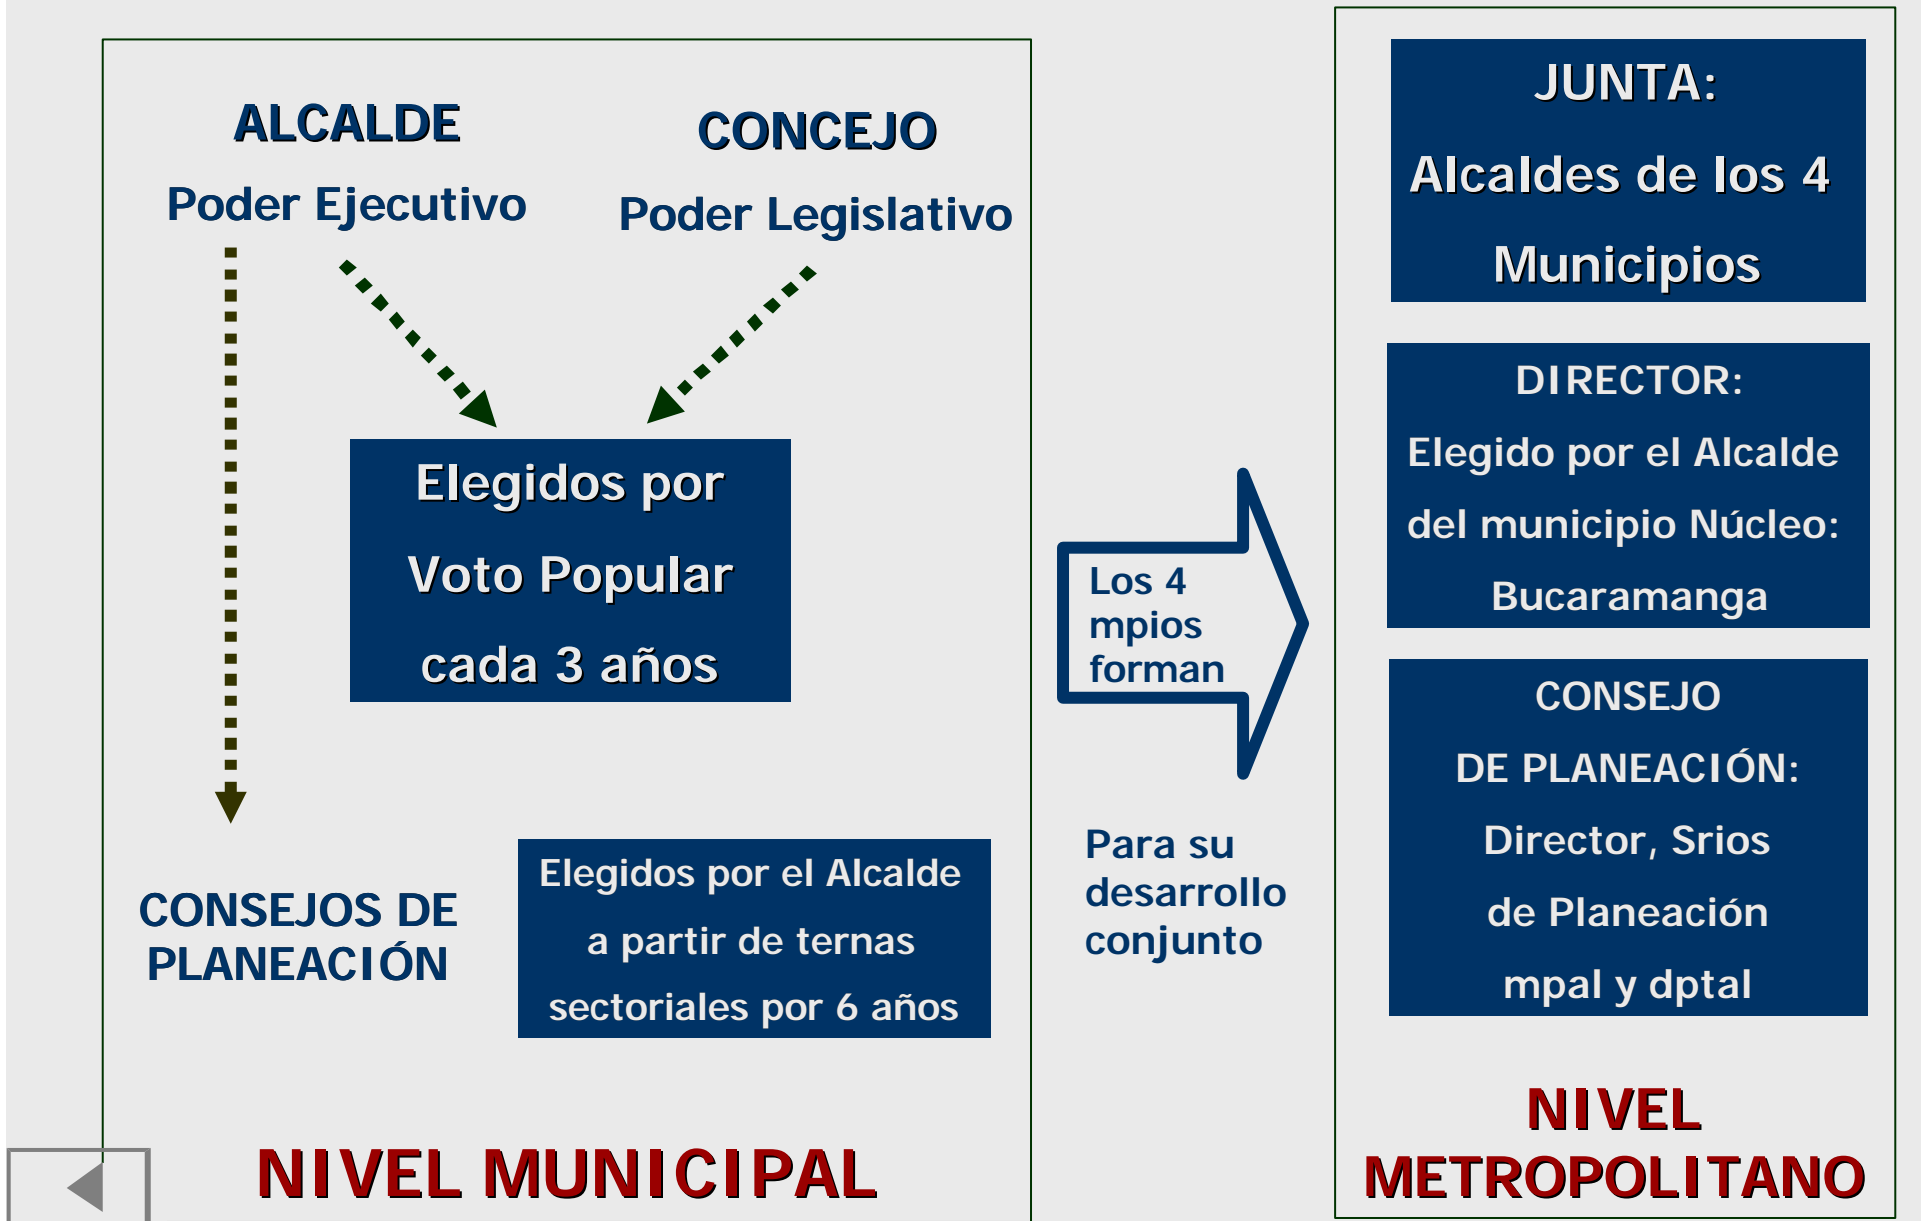 ALCALDE
Poder Ejecutivo
CONCEJO
Poder Legislativo
Elegidos por
Voto Popular
cada 3 años
CONSEJOS DE
PLANEACIÓN
Elegidos por el Alcalde
a partir de ternas
sectoriales por 6 años
NIVEL MUNICIPAL
Los 4
mpios
forman
Para su
desarrollo
conjunto
JUNTA:
Alcaldes de los 4
Municipios
DIRECTOR:
Elegido por el Alcalde
del municipio Núcleo:
Bucaramanga
CONSEJO
DE PLANEACIÓN:
Director, Srios
de Planeación
mpal y dptal
NIVEL
METROPOLITANO